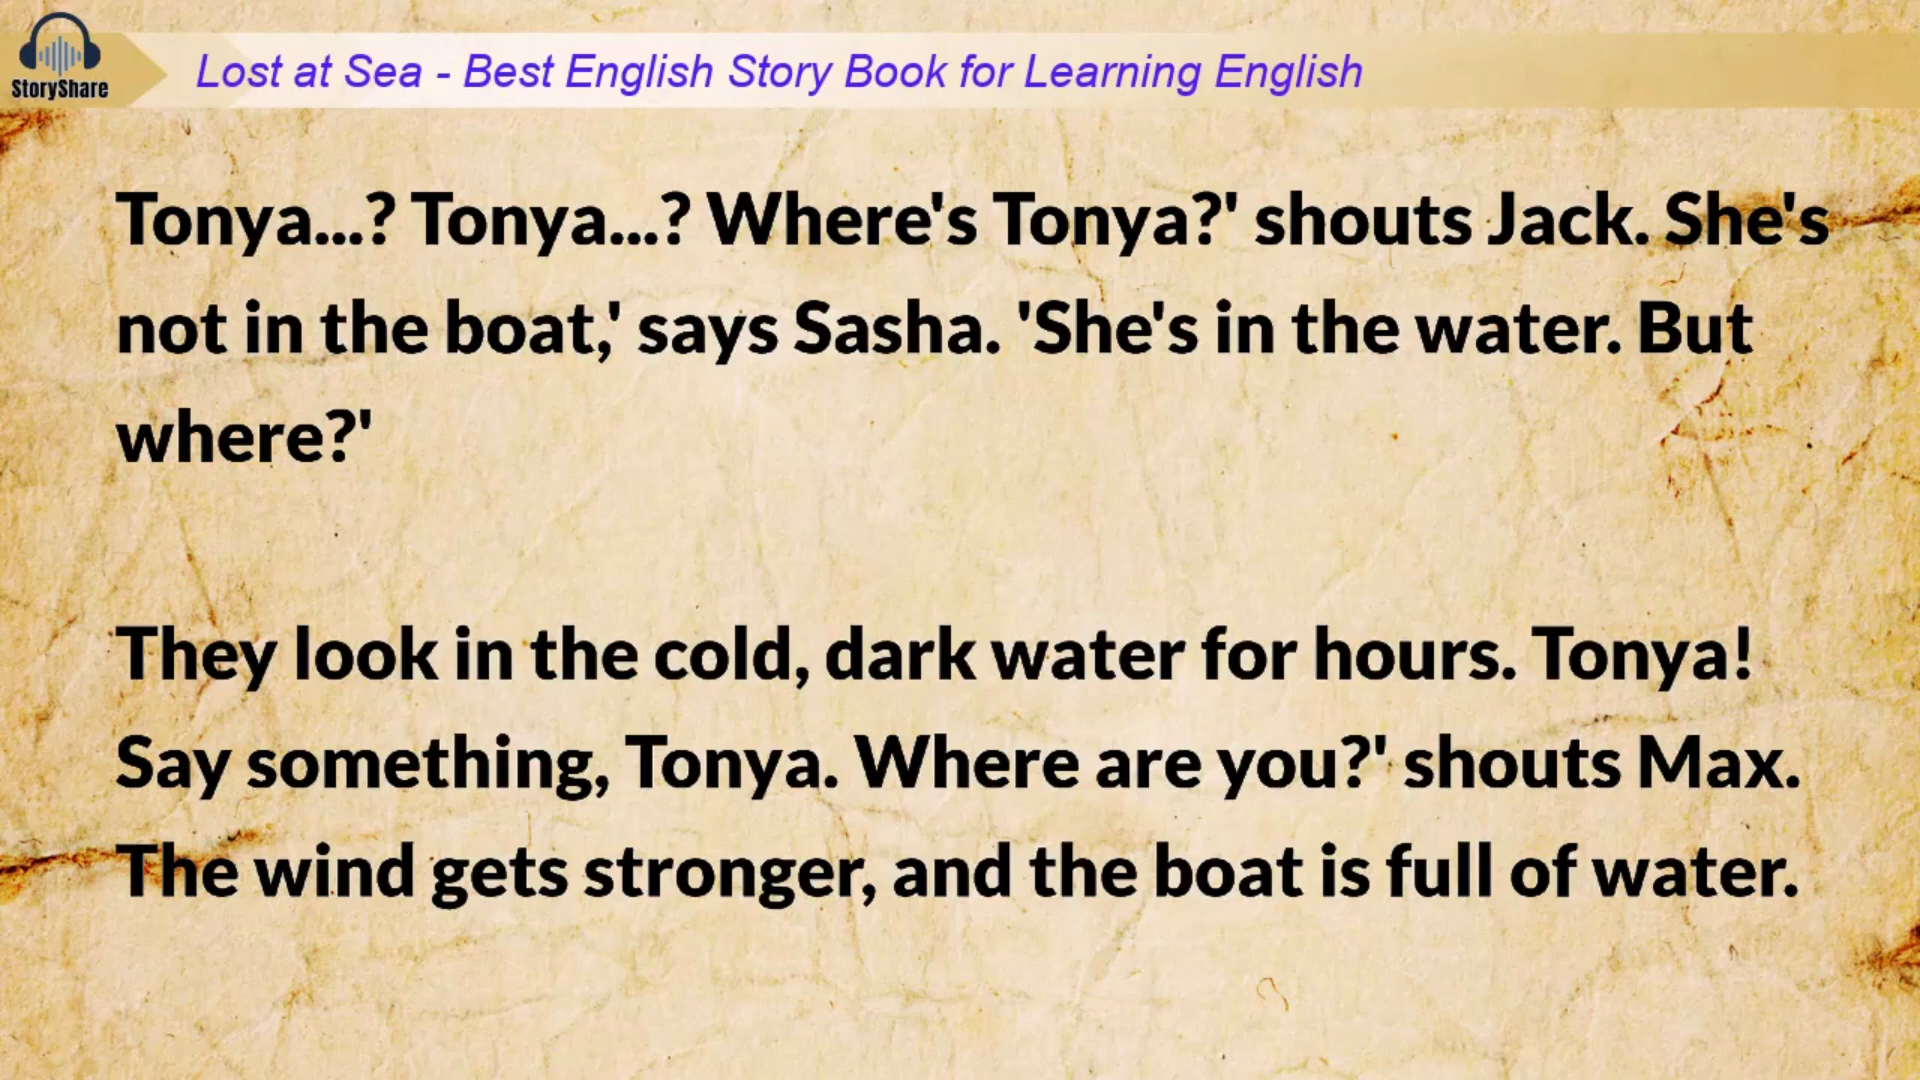 StoryShare
Lost at Sea - Best English Story Book for Learning English
Tonya...? Tonya...? Where's Tonya?' shouts Jack. She's
not in the boat,' says Sasha. 'She's in the water. But
where?'
They look in the cold, dark water for hours. Tonya!
Say something, Tonya. Where are you?' shouts Max.
The wind gets stronger, and the boat is full of water.